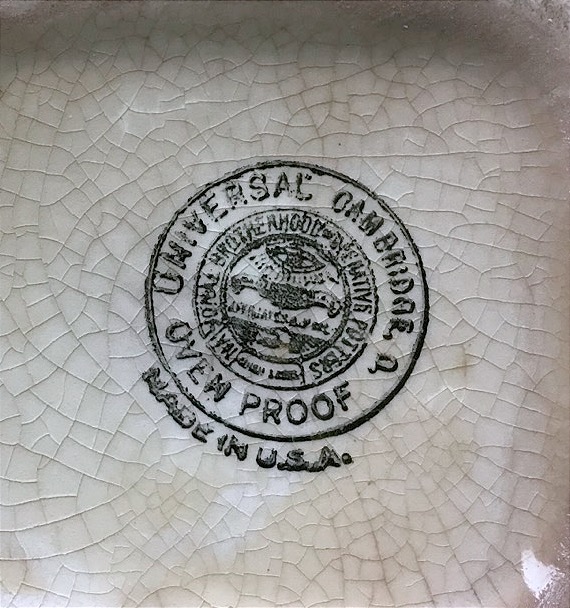 UNIVERSAL CAMBRIDGE, O
OVEN PROOF
NATIONAL BROTHERHOOD OPERATIVE POTTERS
MADE IN U.S.A.